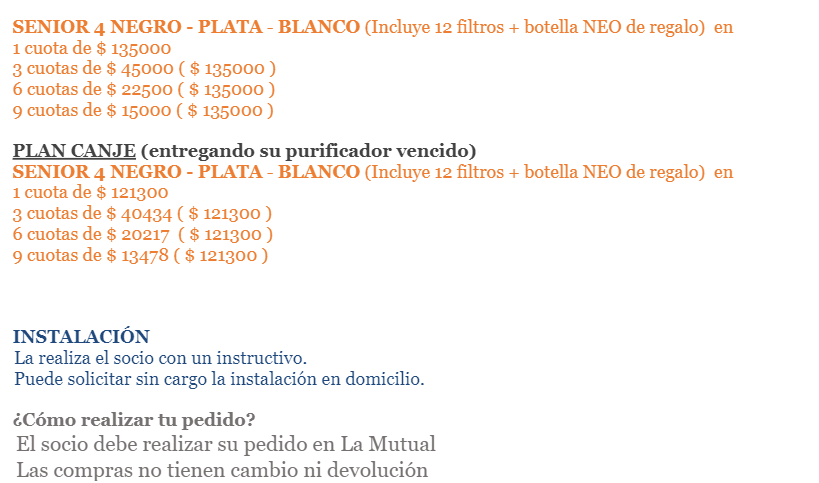 SENIOR 4 NEGRO - PLATA - BLANCO (Incluye 12 filtros + botella NEO de regalo) en
1 cuota de $ 135000
3 cuotas de $ 45000 ( $ 135000 )
6 cuotas de $ 22500 ( $ 135000 )
9 cuotas de $ 15000 ( $ 135000 )
PLAN CANJE (entregando su purificador vencido)
SENIOR 4 NEGRO - PLATA - BLANCO (Incluye 12 filtros + botella NEO de regalo) en
1 cuota de $ 121300
3 cuotas de $ 40434 ( $ 121300 )
6 cuotas de $ 20217 ( $ 121300 )
9 cuotas de $ 13478 ( $ 121300 )
INSTALACIÓN
La realiza el socio con un instructivo.
Puede solicitar sin cargo la instalación en domicilio.
¿Cómo realizar tu pedido?
El socio debe realizar su pedido en La Mutual
Las compras no tienen cambio ni devolución